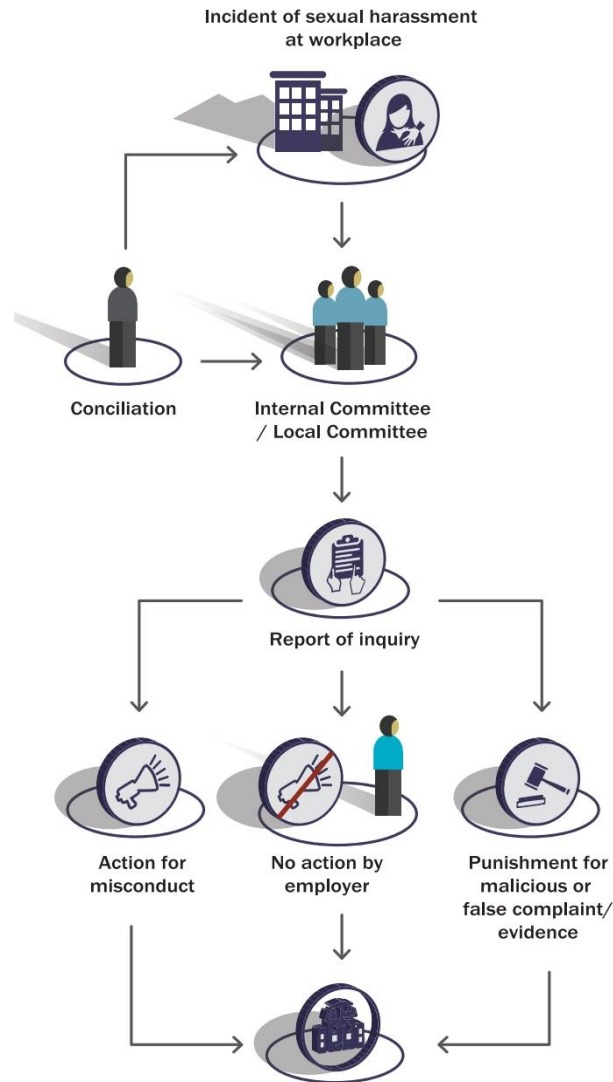 Incident of sexual harassment
at workplace
Conciliation
Internal Committee
/ Local Committee
Report of inquiry
Action for
misconduct
No action by
employer
Punishment for
malicious or
false complaint/
evidence